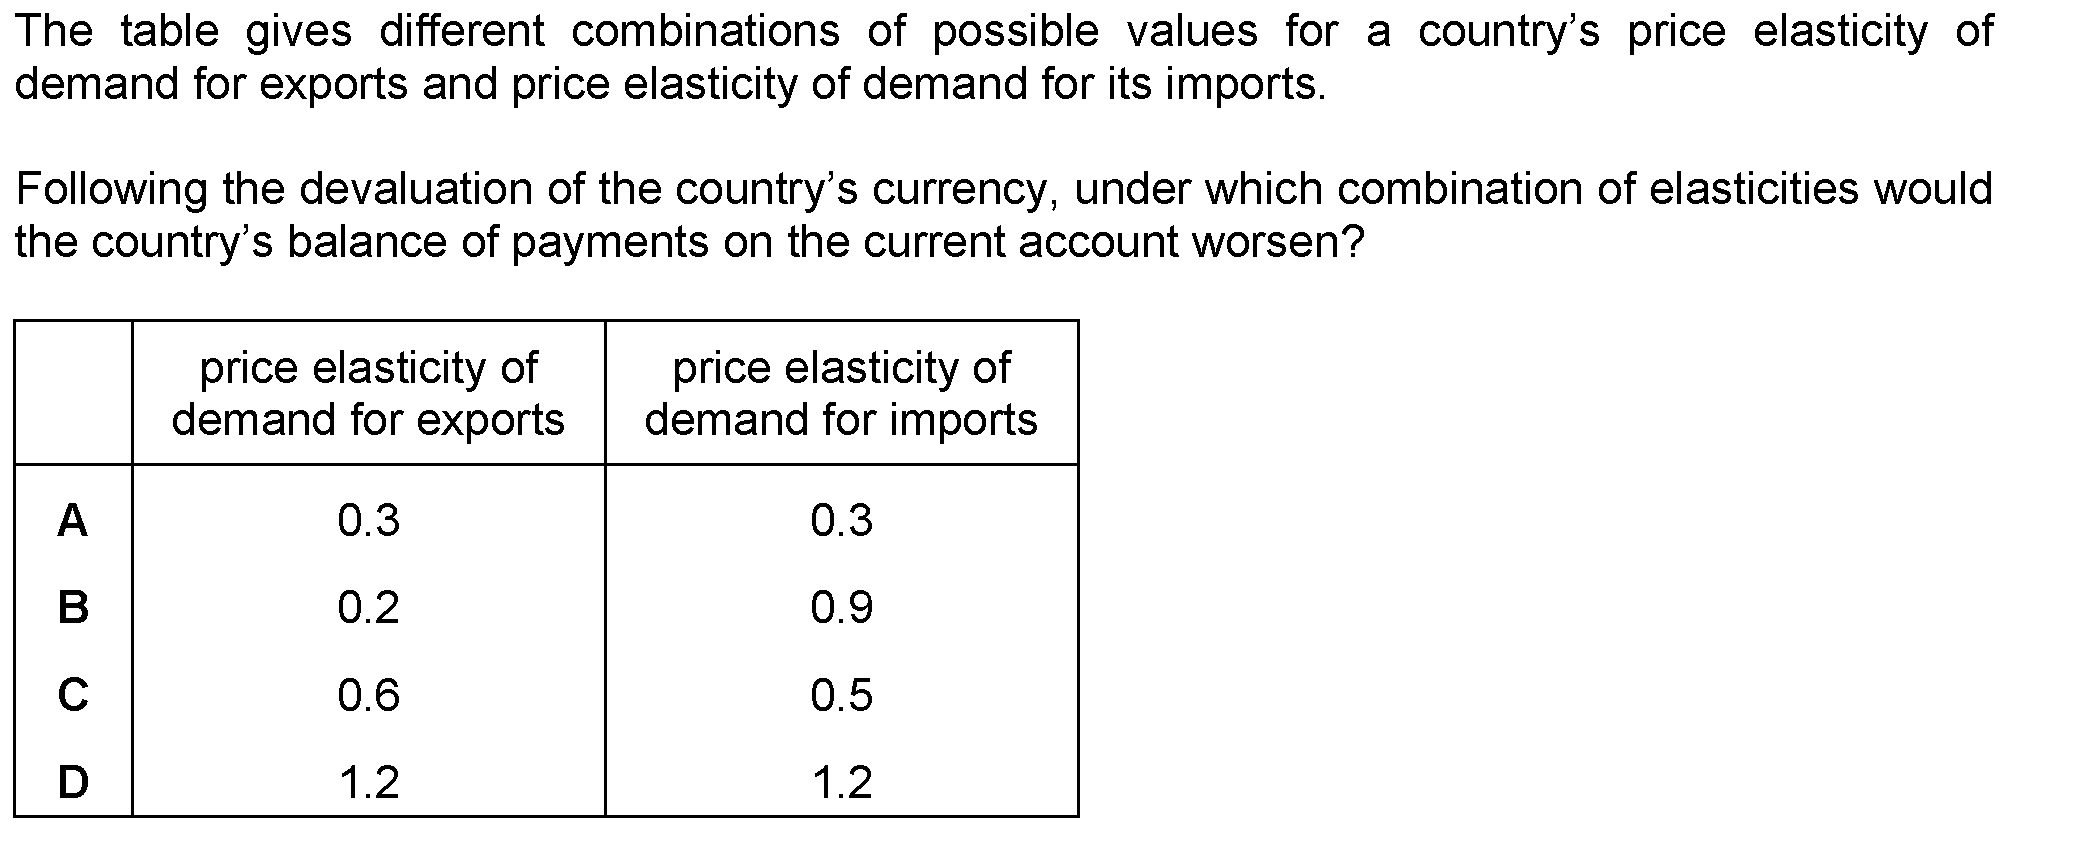 The table gives different combinations of possible values for a country's price elasticity of
demand for exports and price elasticity of demand for its imports.
Following the devaluation of the country's currency, under which combination of elasticities would
the country's balance of payments on the current account worsen?
price elasticity of demand for exports
price elasticity of demand for imports
A 0.3 0.3
B 0.2 0.9
C 0.6 0.5
D 1.2 1.2